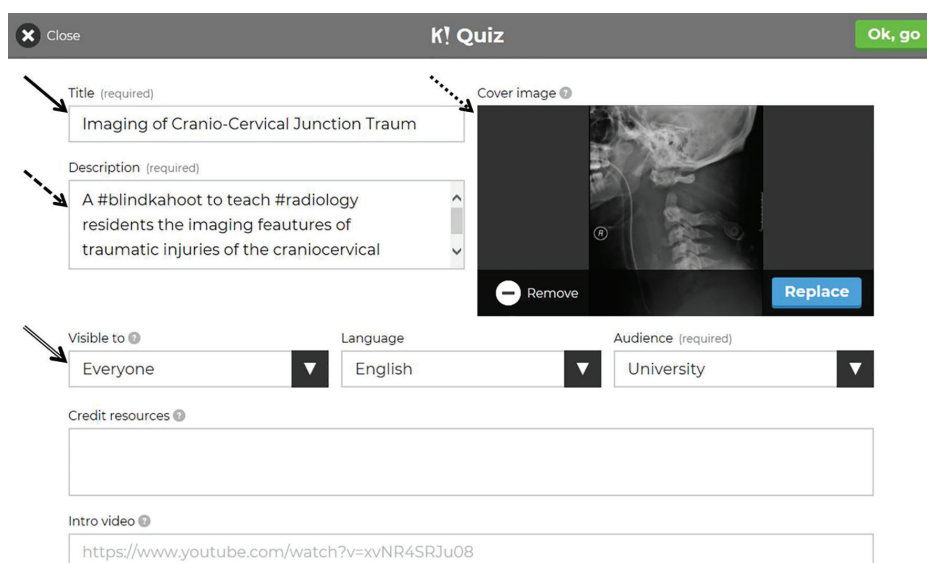 Close
K! Quiz
Ok, go
Title (required)
Imaging of Cranio-Cervical Junction Traum
Cover image ?
Description (required)
A #blindkahoot to teach #radiology
residents the imaging feautures of
traumatic injuries of the craniocervical
R
Remove
Replace
Visible to ?
Language
Audience (required)
Everyone
English
University
Credit resources ?
Intro video ?
https://www.youtube.com/watch?v=xvNR4SRJu08